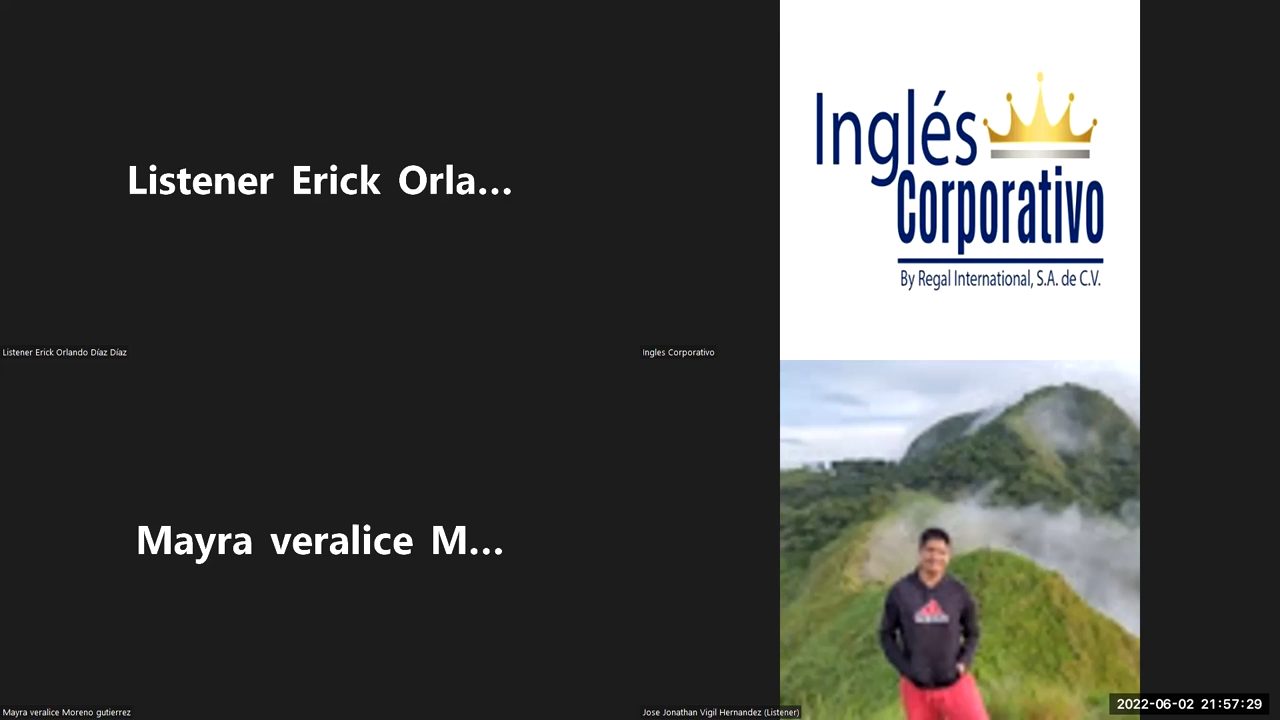 Listener Erick Orla...
Inglés
Corporativo
By Regal International, S.A. de C.V.
Listener Erick Orlando Díaz Díaz
Ingles Corporativo
Mayra veralice M...
Mayra veralice Moreno gutierrez
Jose Jonathan Vigil Hernandez (Listener)
2022-06-02 21:57:29